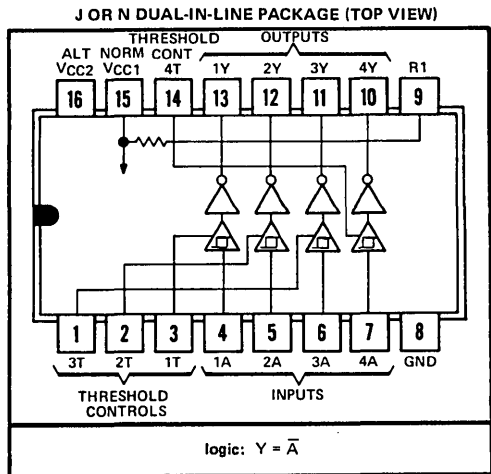 J OR N DUAL-IN-LINE PACKAGE (TOP VIEW)
THRESHOLD OUTPUTS
ALT NORM CONT
VCC2 VCC1 4T 1Y 2Y 3Y 4Y R1
16 15 14 13 12 11 10 9
1 2 3 4 5 6 7 8
3T 2T 1T 1A 2A 3A 4A GND
THRESHOLD INPUTS
CONTROLS
logic: Y = A̅